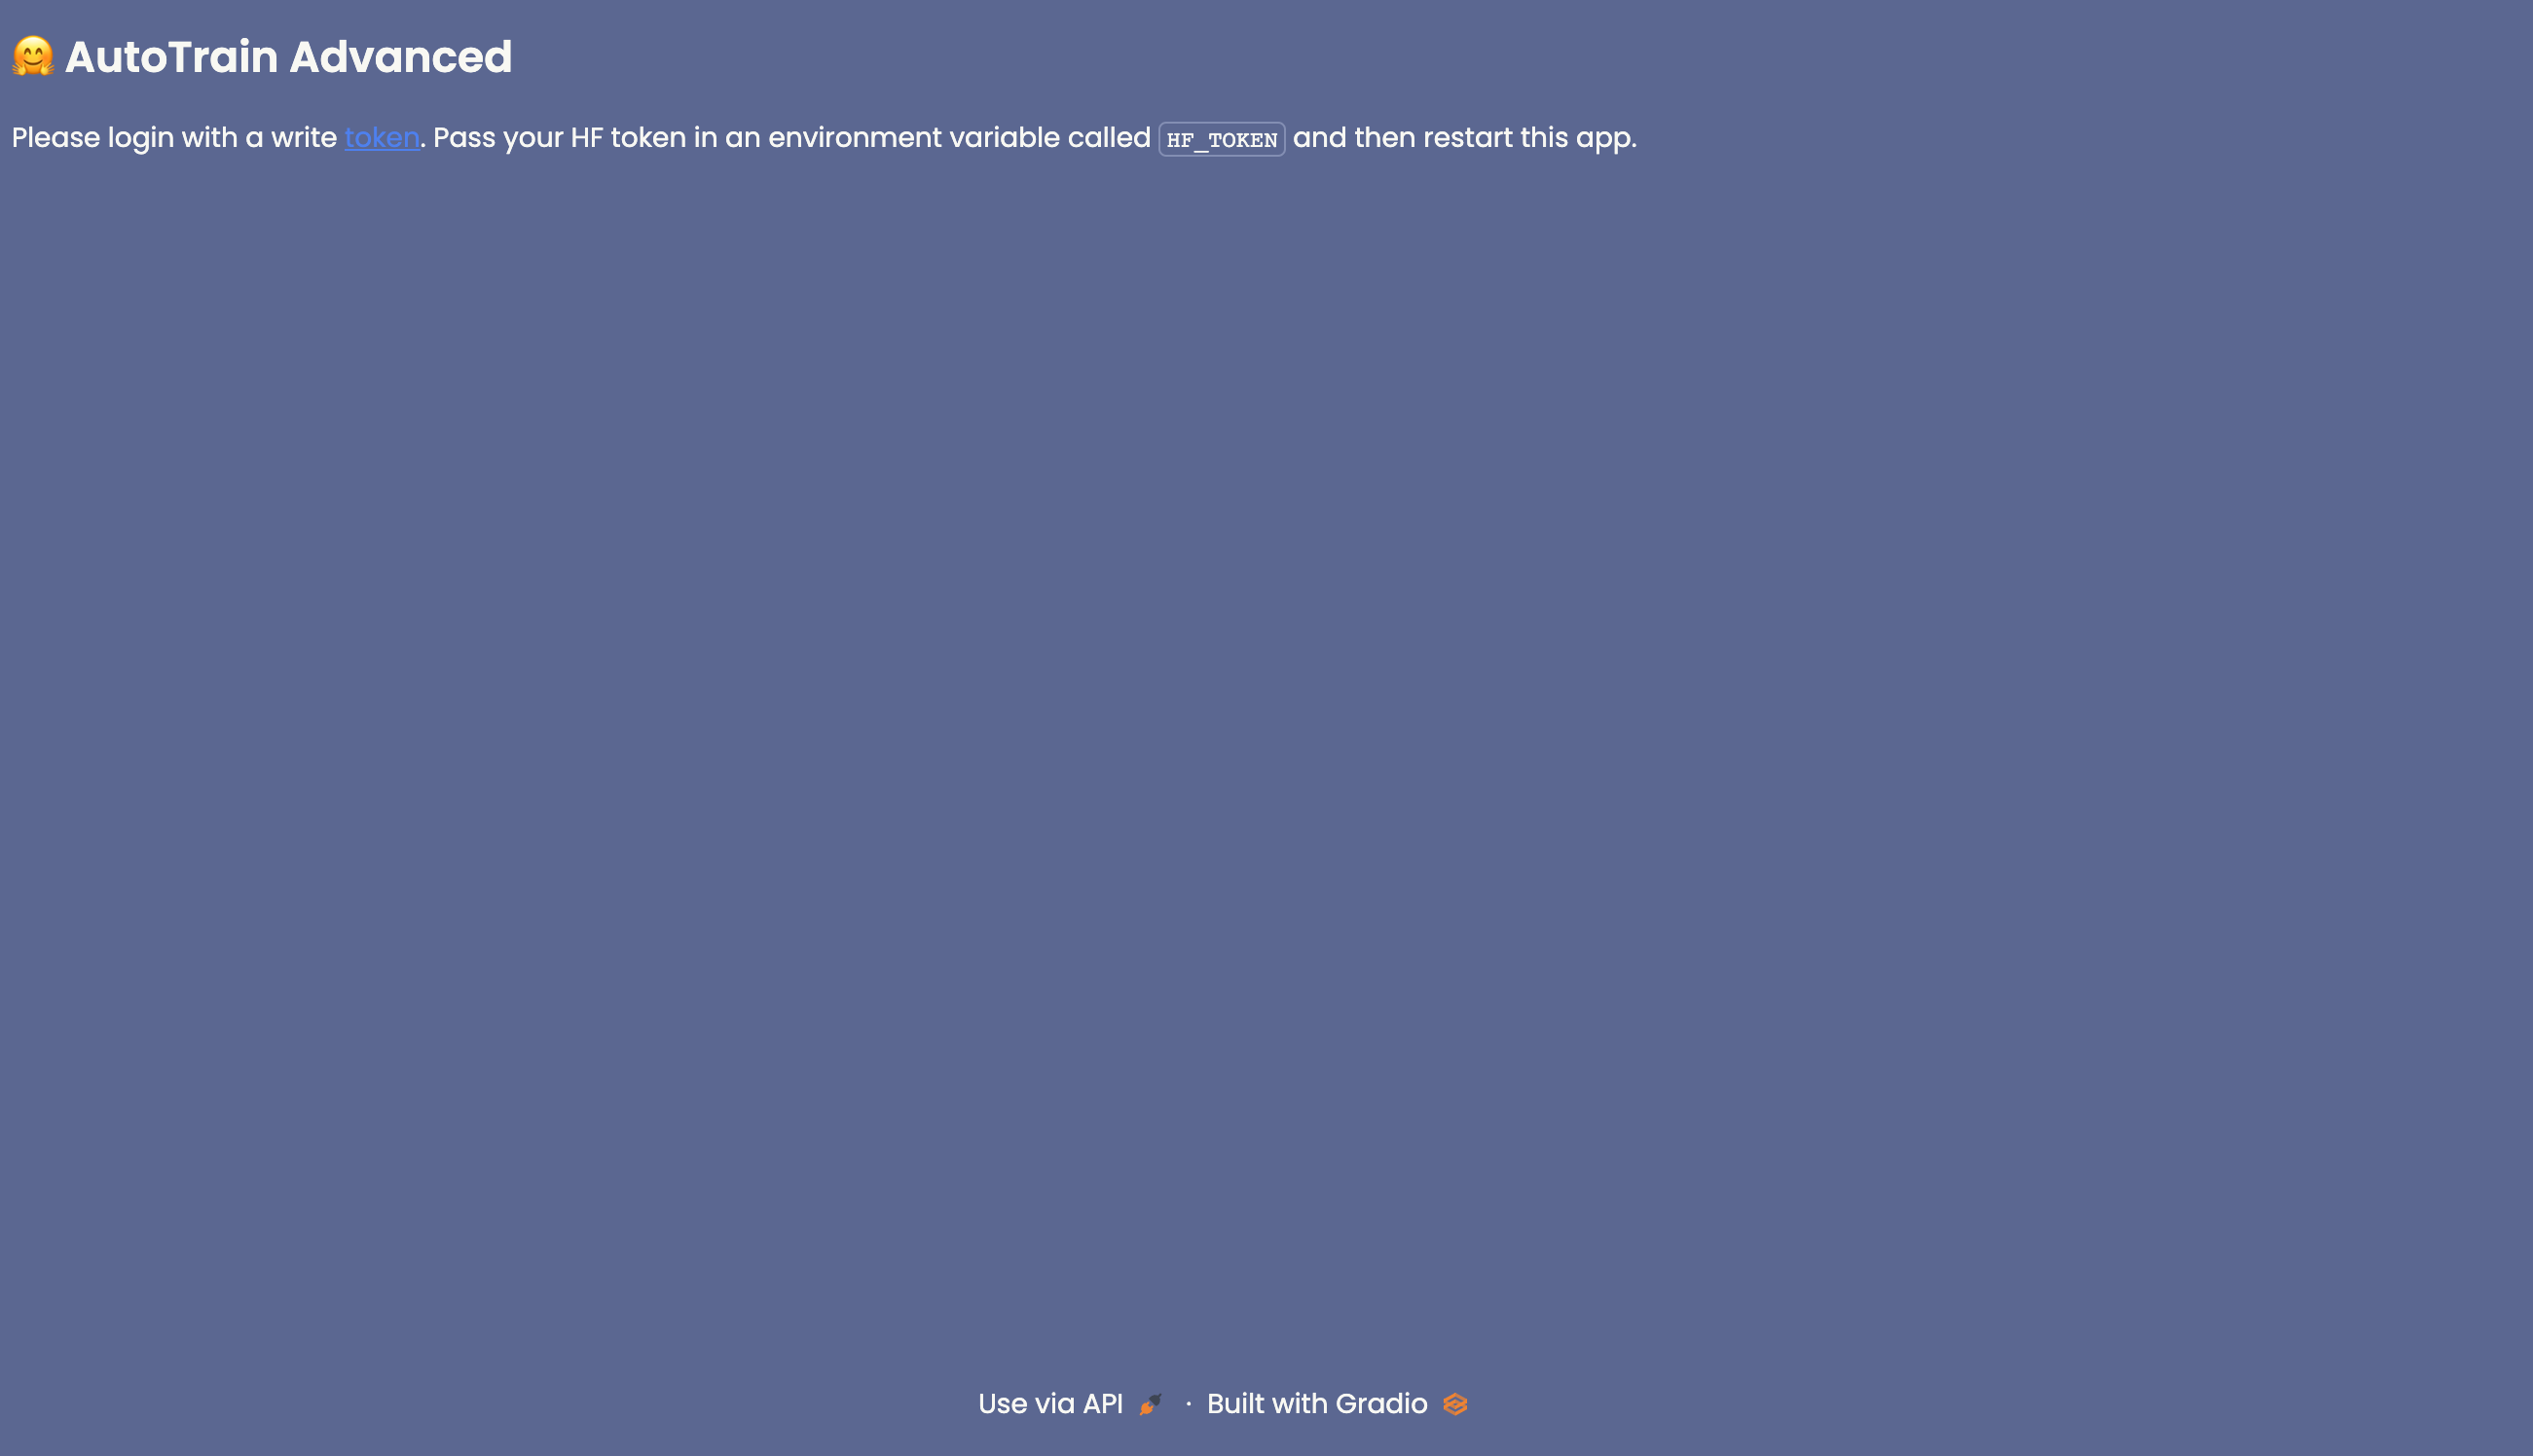 🤗 AutoTrain Advanced
Please login with a write token. Pass your HF token in an environment variable called HF_TOKEN and then restart this app.
Use via API · Built with Gradio